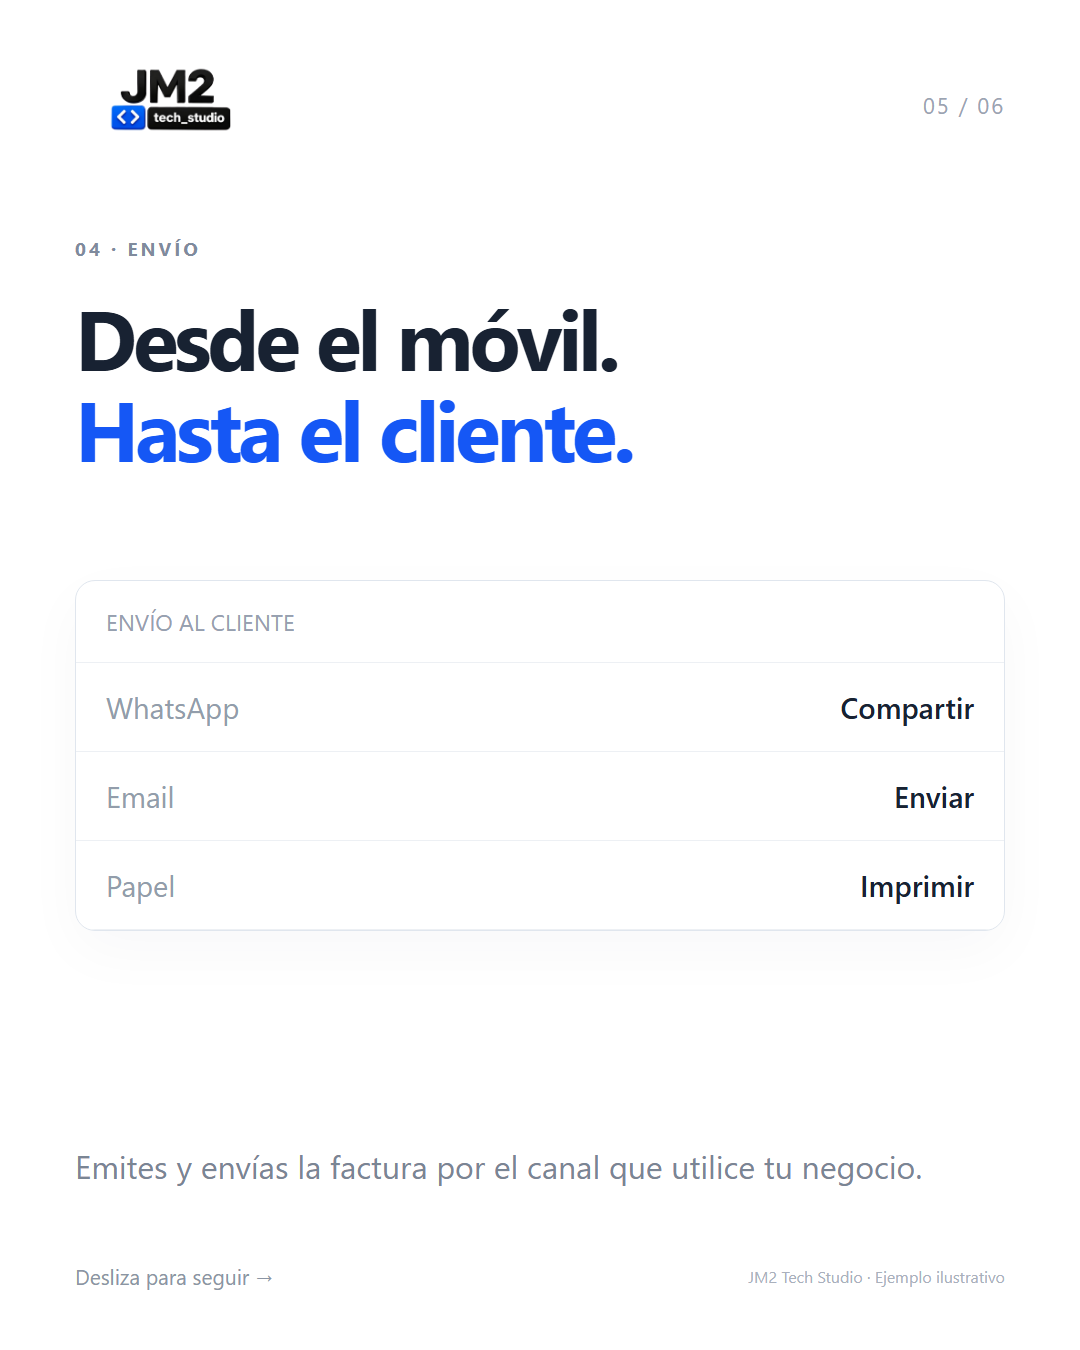 JM2
<> tech_studio
05 / 06
04 · ENVÍO
Desde el móvil.
Hasta el cliente.
ENVÍO AL CLIENTE
WhatsApp Compartir
Email Enviar
Papel Imprimir
Emites y envías la factura por el canal que utilice tu negocio.
Desliza para seguir →
JM2 Tech Studio · Ejemplo ilustrativo